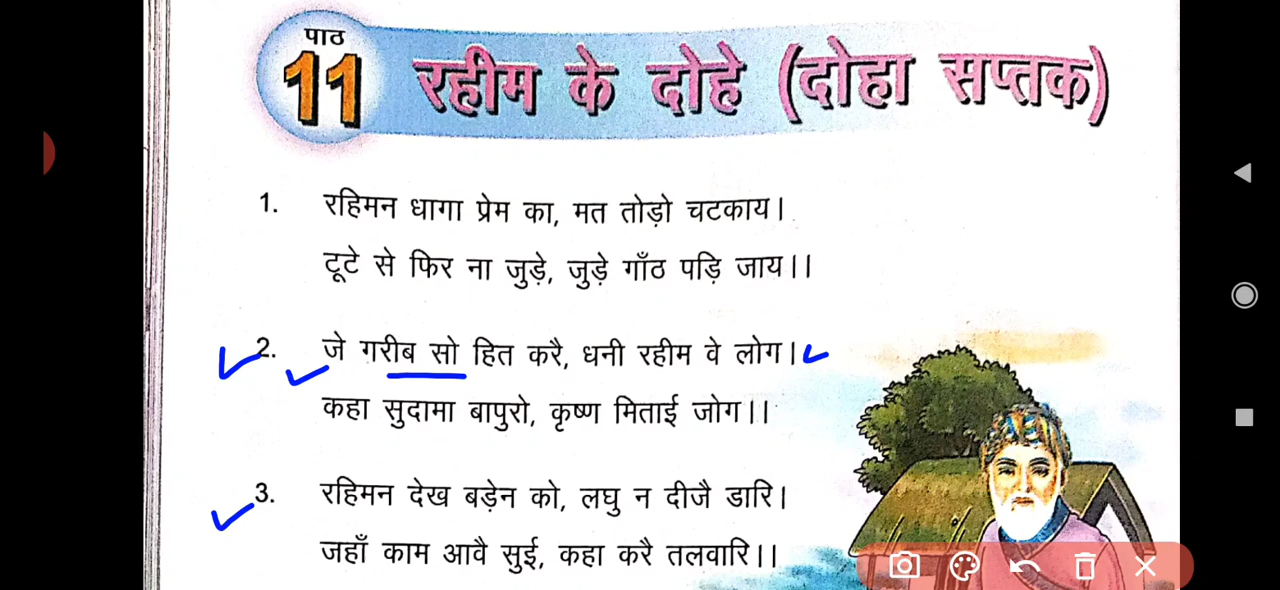 पाठ
11 रहीम के दोहे (दोहा सप्तक)
1. रहिमन धागा प्रेम का, मत तोड़ो चटकाय।
टूटे से फिर ना जुड़े, जुड़े गाँठ पड़ि जाय।।
2. जे गरीब सो हित करै, धनी रहीम वे लोग।
कहा सुदामा बापुरो, कृष्ण मिताई जोग।।
3. रहिमन देख बड़ेन को, लघु न दीजै डारि।
जहाँ काम आवै सुई, कहा करै तलवारि।।